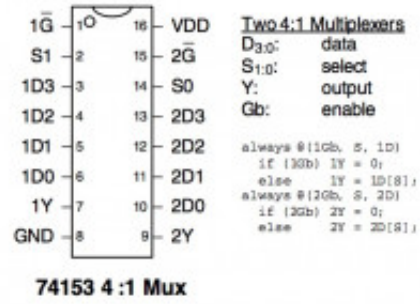 1G̅ 1 16 VDD
S1 2 15 2G̅
1D3 3 14 S0
1D2 4 13 2D3
1D1 5 12 2D2
1D0 6 11 2D1
1Y 7 10 2D0
GND 8 9 2Y
74153 4 :1 Mux
Two 4:1 Multiplexers
D3:0: data
S1:0: select
Y: output
Gb: enable
always @(1Gb, S, 1D)
if (1Gb) 1Y = 0;
else 1Y = 1D[S];
always @(2Gb, S, 2D)
if (2Gb) 2Y = 0;
else 2Y = 2D[S];